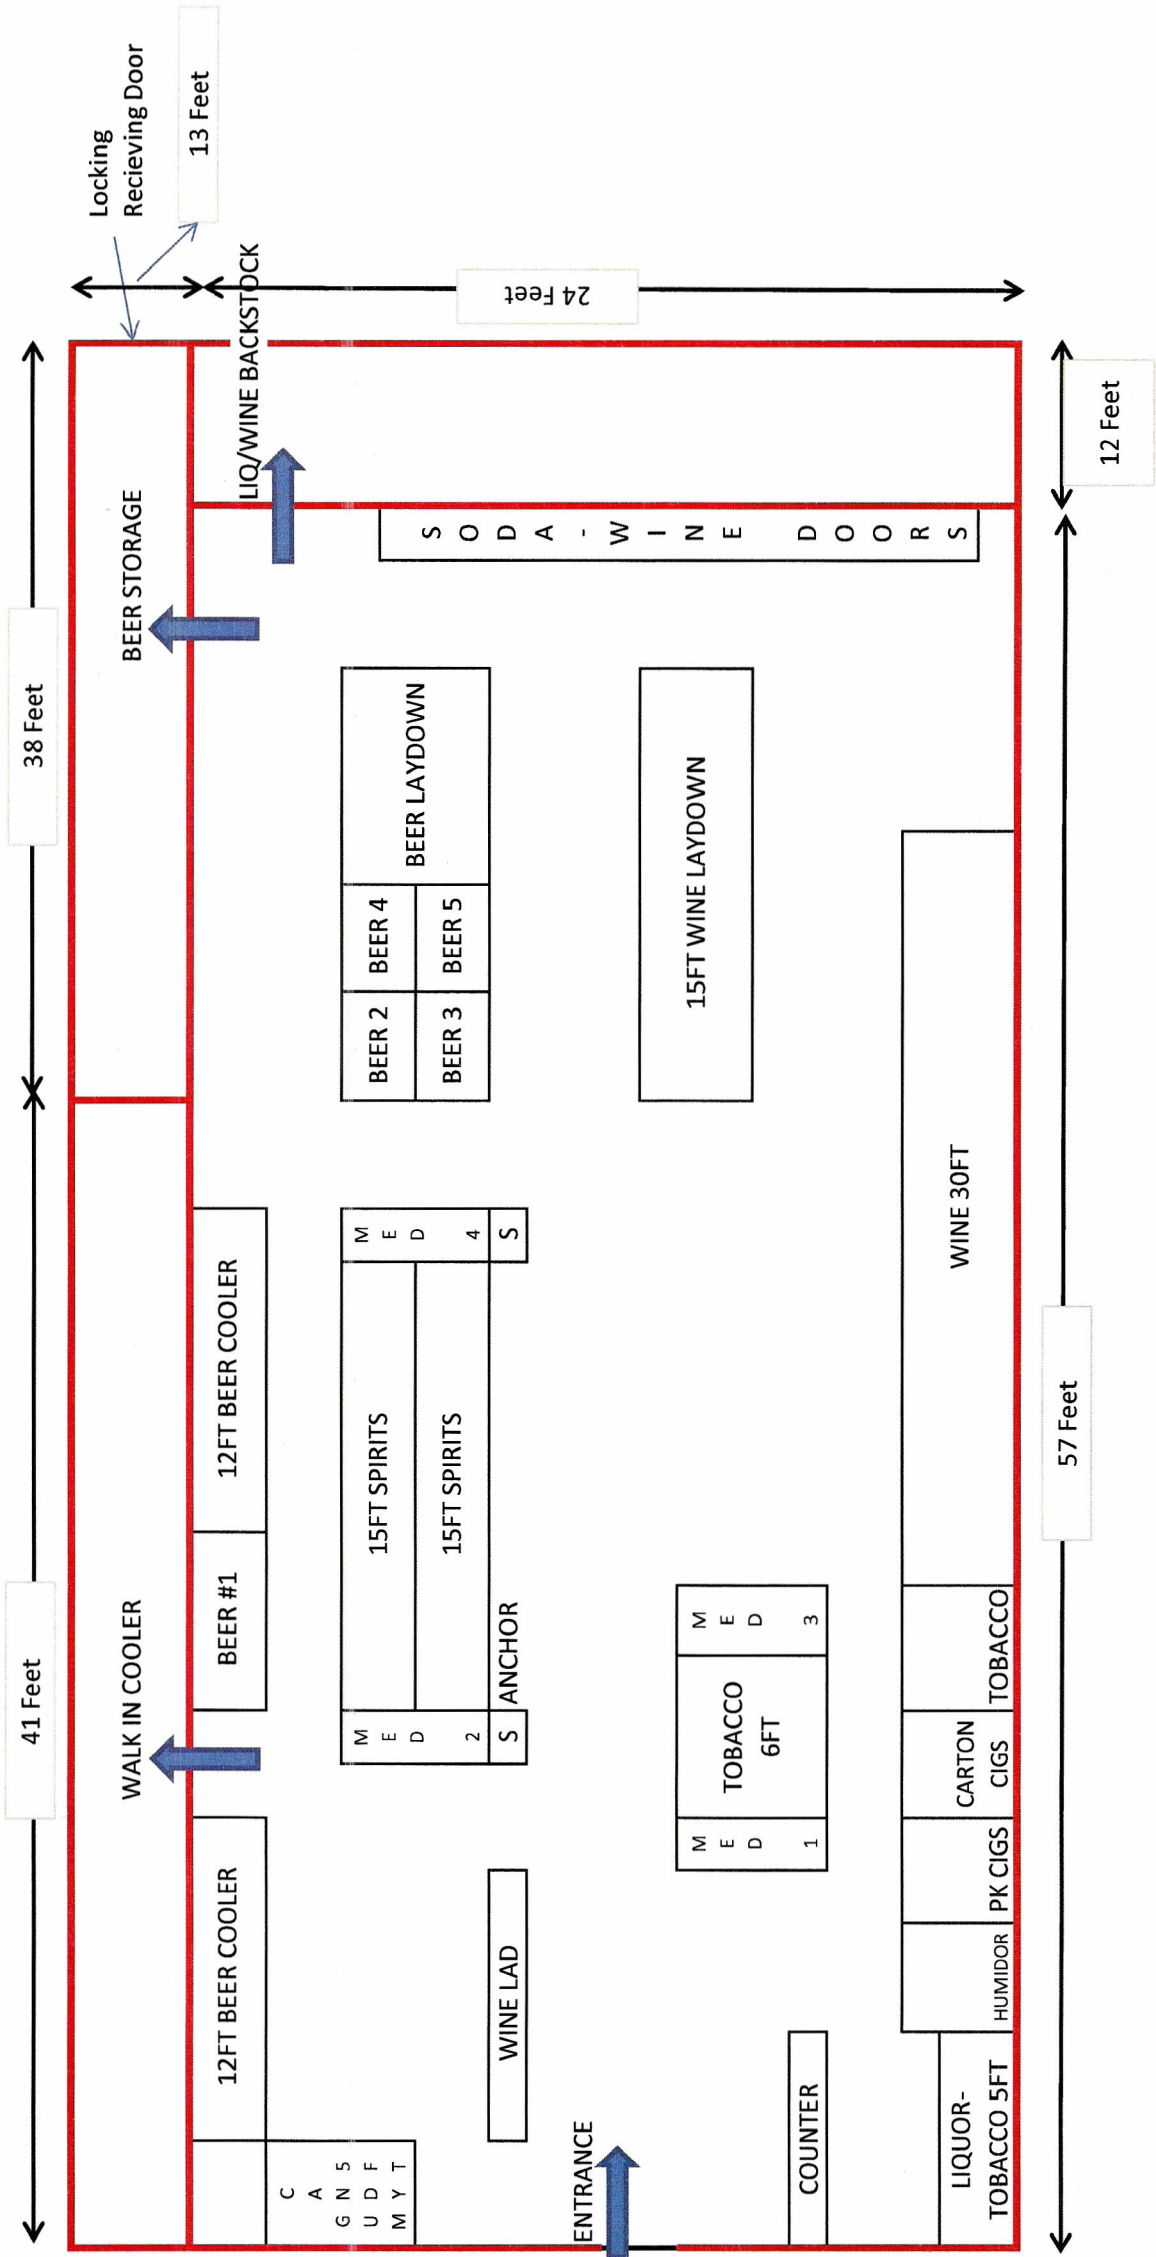 41 Feet
38 Feet
Locking
Recieving Door
13 Feet
WALK IN COOLER
BEER STORAGE
12FT BEER COOLER
BEER #1
12FT BEER COOLER
LIQ/WINE BACKSTOCK
C
A
G N 5
U D F
M Y T
MED 2
15FT SPIRITS
15FT SPIRITS
MED 4
S
ANCHOR
S
BEER 2
BEER 4
BEER 3
BEER 5
BEER LAYDOWN
SODA-WINE DOORS
24 Feet
WINE LAD
ENTRANCE
MED 1
TOBACCO
6FT
MED 3
15FT WINE LAYDOWN
COUNTER
LIQUOR-
TOBACCO 5FT
HUMIDOR
PK CIGS
CARTON
CIGS
TOBACCO
WINE 30FT
57 Feet
12 Feet